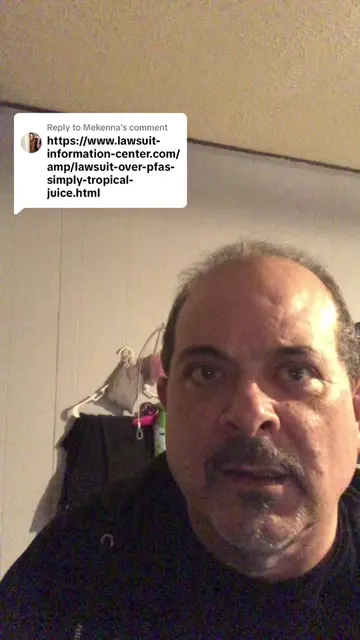 Reply to Mekenna's comment
https://www.lawsuit-
information-center.com/
amp/lawsuit-over-pfas-
simply-tropical-
juice.html